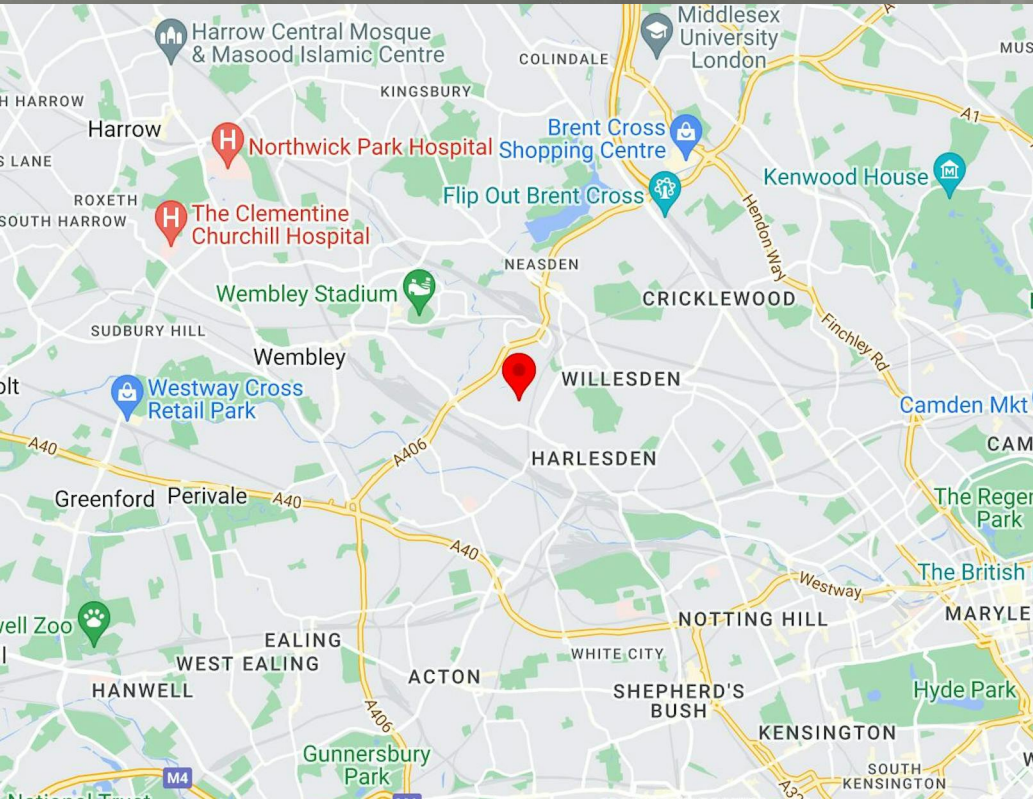 Harrow Central Mosque
& Masood Islamic Centre
Middlesex
University
London
COLINDALE
MUS
KINGSBURY
H HARROW
A1
Harrow
Brent Cross
Shopping Centre
Northwick Park Hospital
S LANE
Kenwood House
Flip Out Brent Cross
ROXETH
SOUTH HARROW
The Clementine
Churchill Hospital
Hendon Way
NEASDEN
Wembley Stadium
CRICKLEWOOD
SUDBURY HILL
Finchley Rd
Wembley
WILLESDEN
olt
Westway Cross
Retail Park
Camden Mkt
A40
A406
CAM
HARLESDEN
Greenford
Perivale
A40
The Reger
Park
A40
The British
Westway
MARYLE
NOTTING HILL
well Zoo
EALING
WHITE CITY
WEST EALING
ACTON
HANWELL
SHEPHERD'S
BUSH
Hyde Park
A406
KENSINGTON
Gunnersbury
Park
SOUTH
KENSINGTON
M4
National Trust